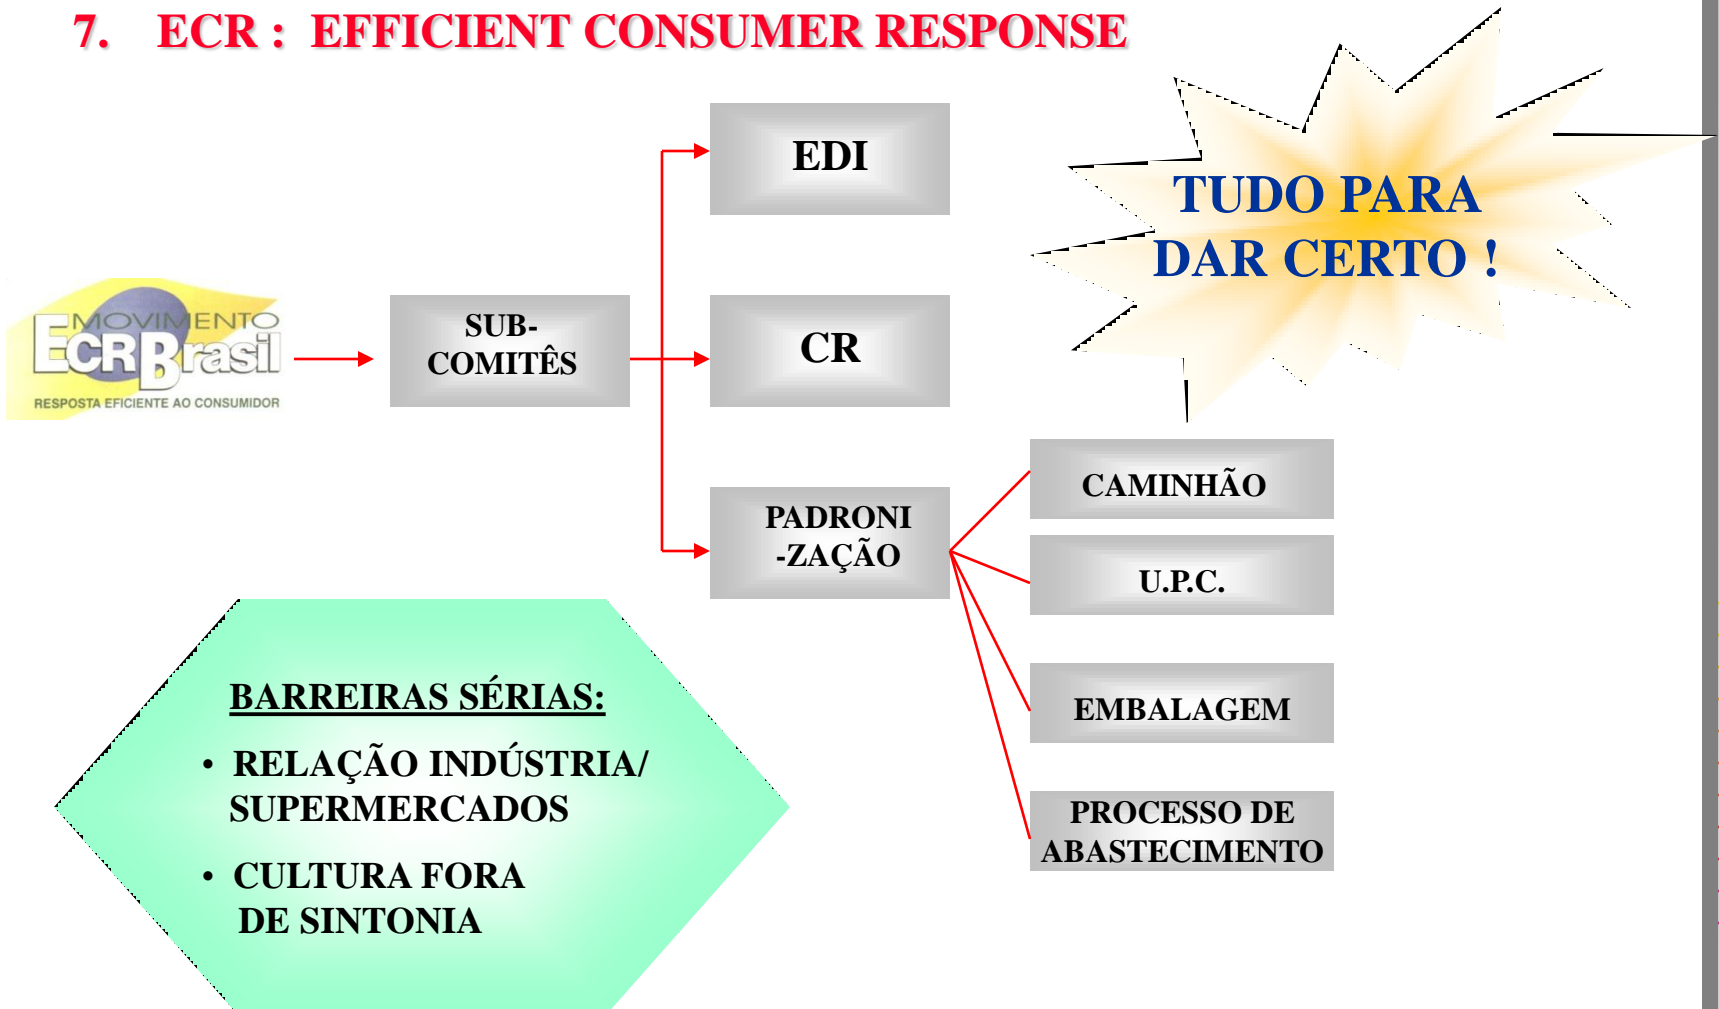 7. ECR : EFFICIENT CONSUMER RESPONSE
EDI
TUDO PARA
DAR CERTO !
MOVIMENTO
ECR Brasil
RESPOSTA EFICIENTE AO CONSUMIDOR
SUB-
COMITÊS
CR
PADRONI
-ZAÇÃO
CAMINHÃO
U.P.C.
EMBALAGEM
PROCESSO DE
ABASTECIMENTO
BARREIRAS SÉRIAS:
• RELAÇÃO INDÚSTRIA/
SUPERMERCADOS
• CULTURA FORA
DE SINTONIA